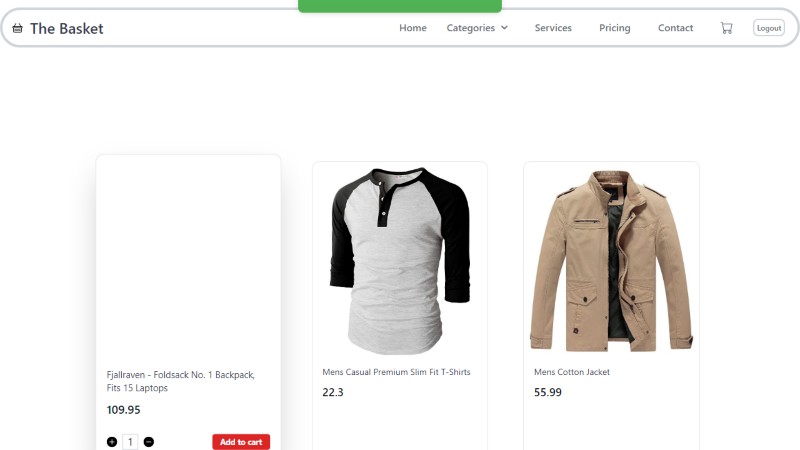 The Basket
Home
Categories
Services
Pricing
Contact
Logout
Fjallraven - Foldsack No. 1 Backpack,
Fits 15 Laptops
109.95
1
Add to cart
Mens Casual Premium Slim Fit T-Shirts
22.3
Mens Cotton Jacket
55.99